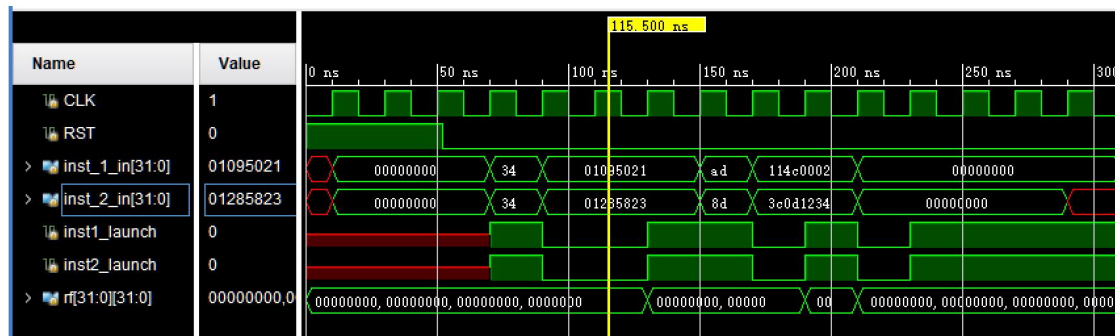 115.500 ns
Name Value
0 ns 50 ns 100 ns 150 ns 200 ns 250 ns 300
CLK 1
RST 0
inst_1_in[31:0] 01095021 00000000 34 01095021 ad 114c0002 00000000
inst_2_in[31:0] 01285823 00000000 34 01285823 8d 3c0d1234 00000000
inst1_launch 0
inst2_launch 0
rf[31:0][31:0] 00000000,0 00000000, 00000000, 00000000, 0000000 00000000, 00000 00 00000000, 00000000, 00000000, 0000